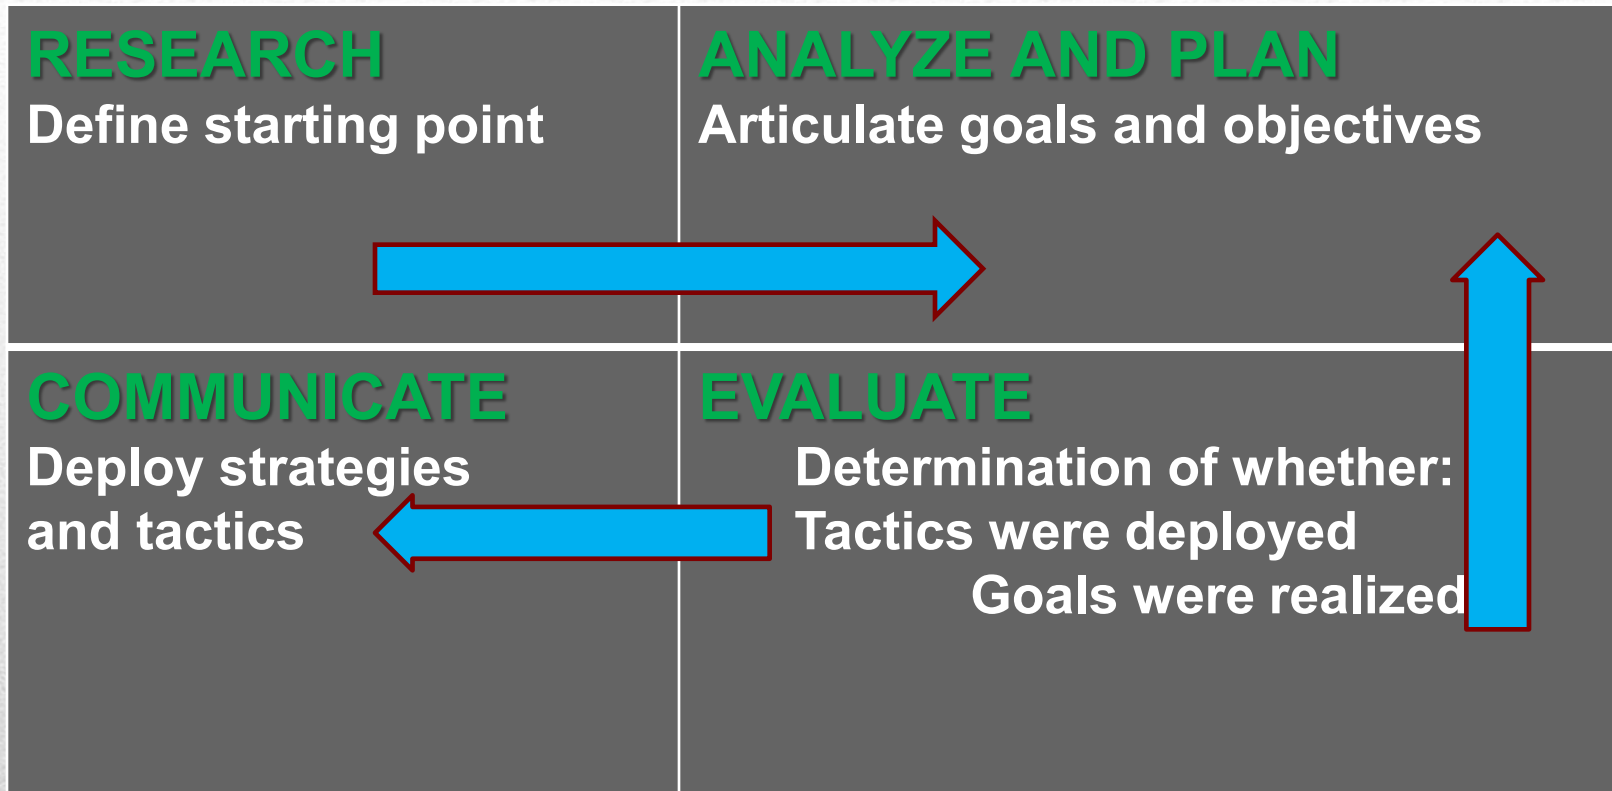 RESEARCH
Define starting point
ANALYZE AND PLAN
Articulate goals and objectives
COMMUNICATE
Deploy strategies
and tactics
EVALUATE
Determination of whether:
Tactics were deployed
Goals were realized